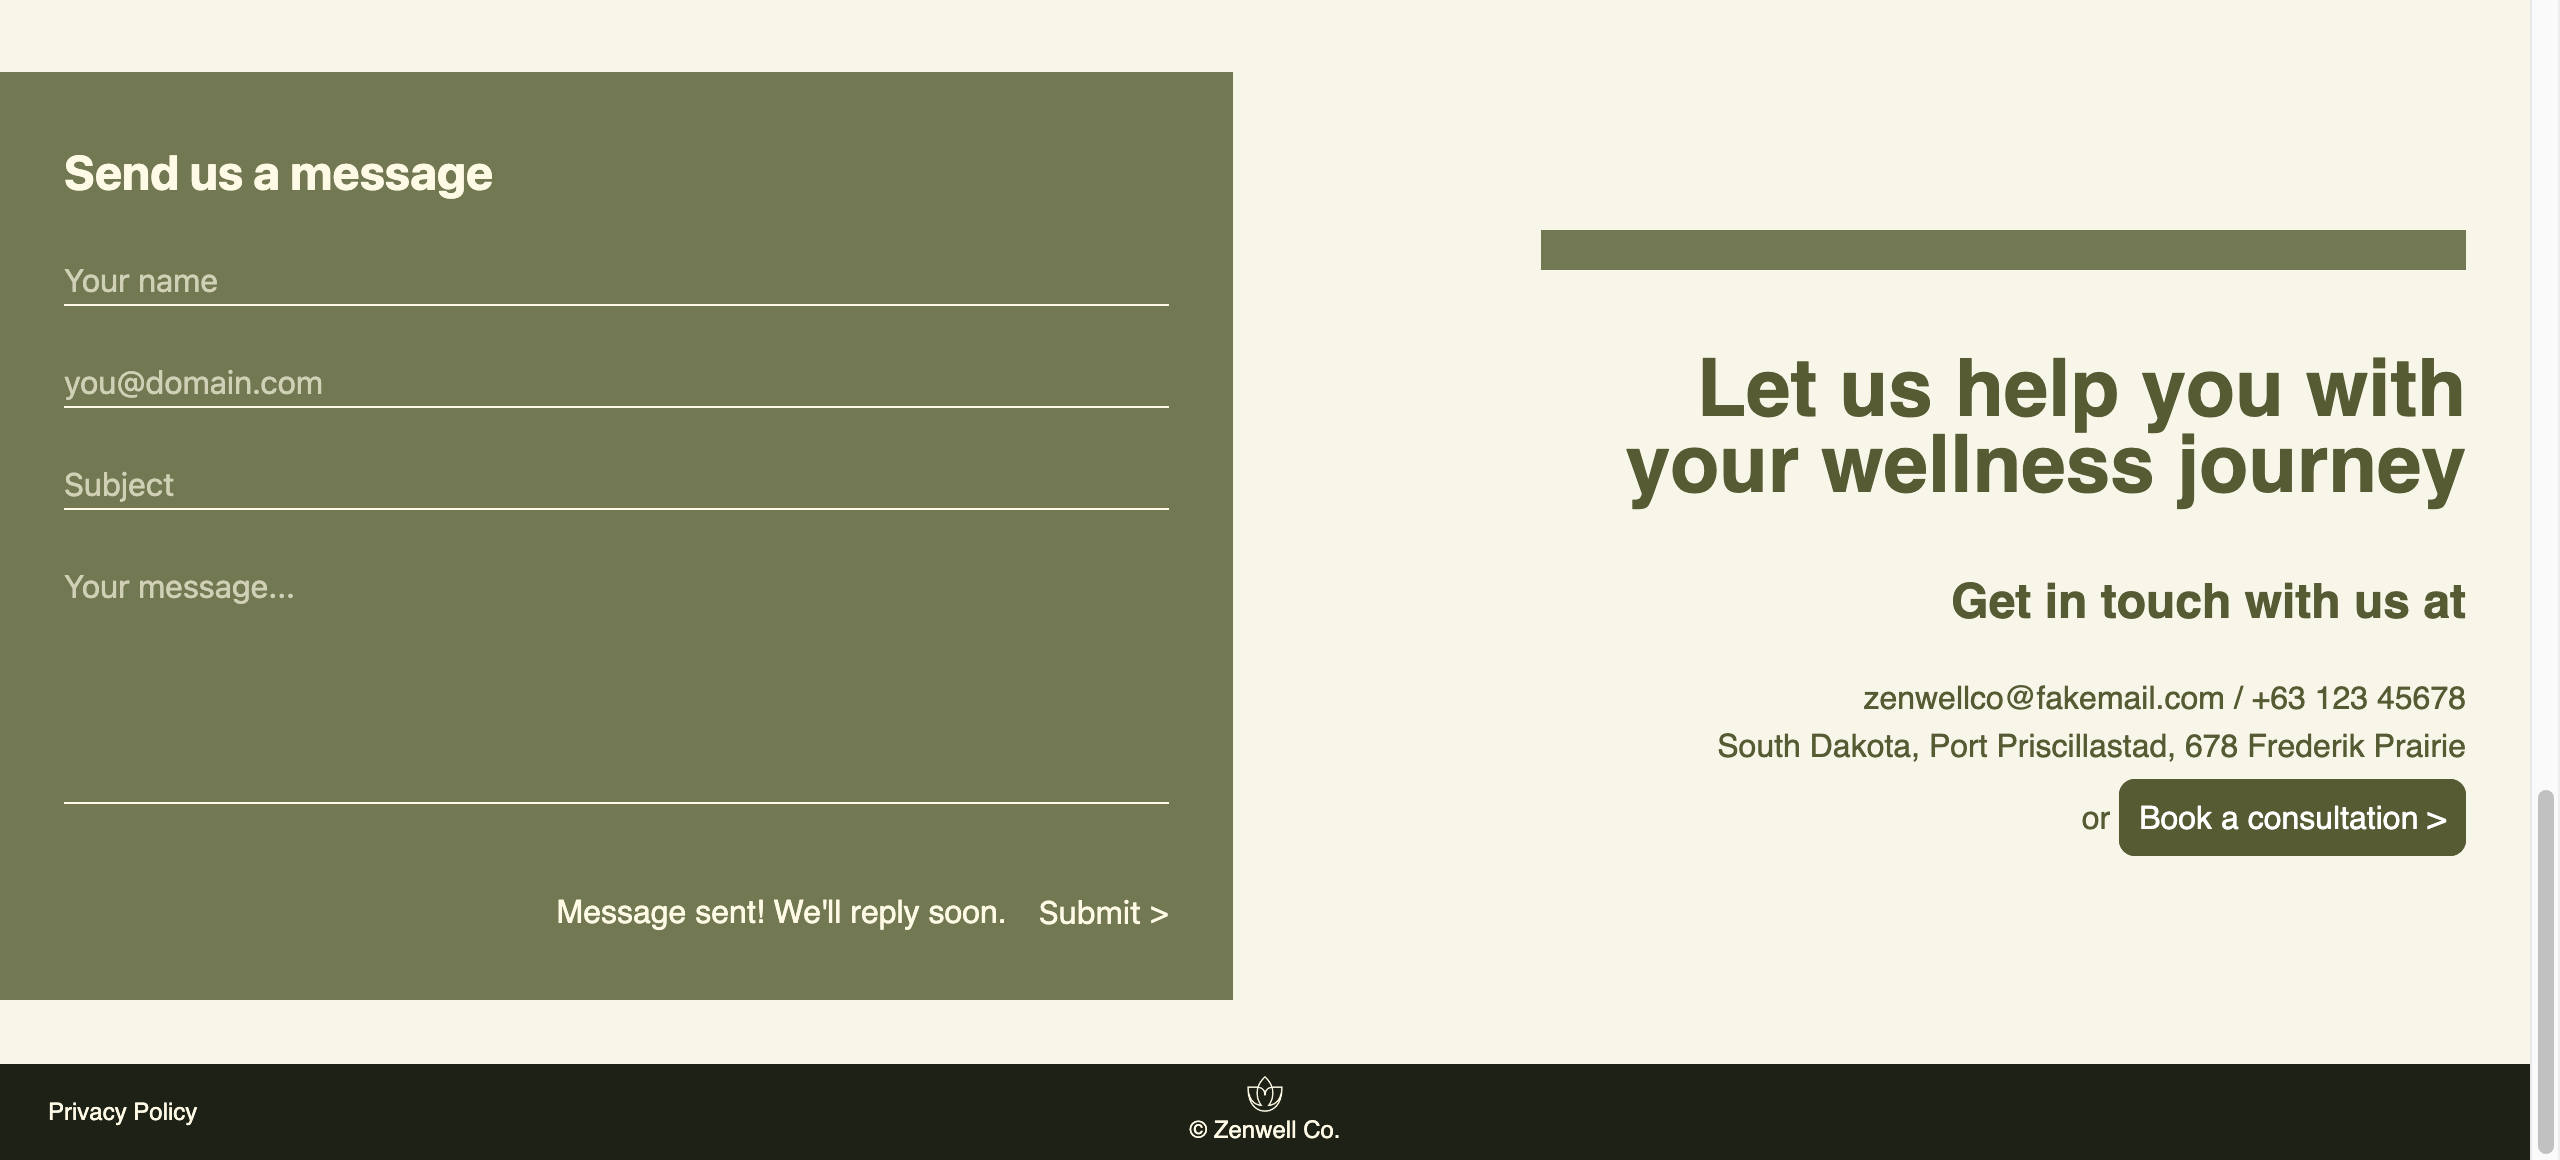 Send us a message
Your name
you@domain.com
Subject
Your message...
Message sent! We'll reply soon. Submit >
Let us help you with
your wellness journey
Get in touch with us at
zenwellco@fakemail.com / +63 123 45678
South Dakota, Port Priscillastad, 678 Frederik Prairie
or Book a consultation >
Privacy Policy
© Zenwell Co.